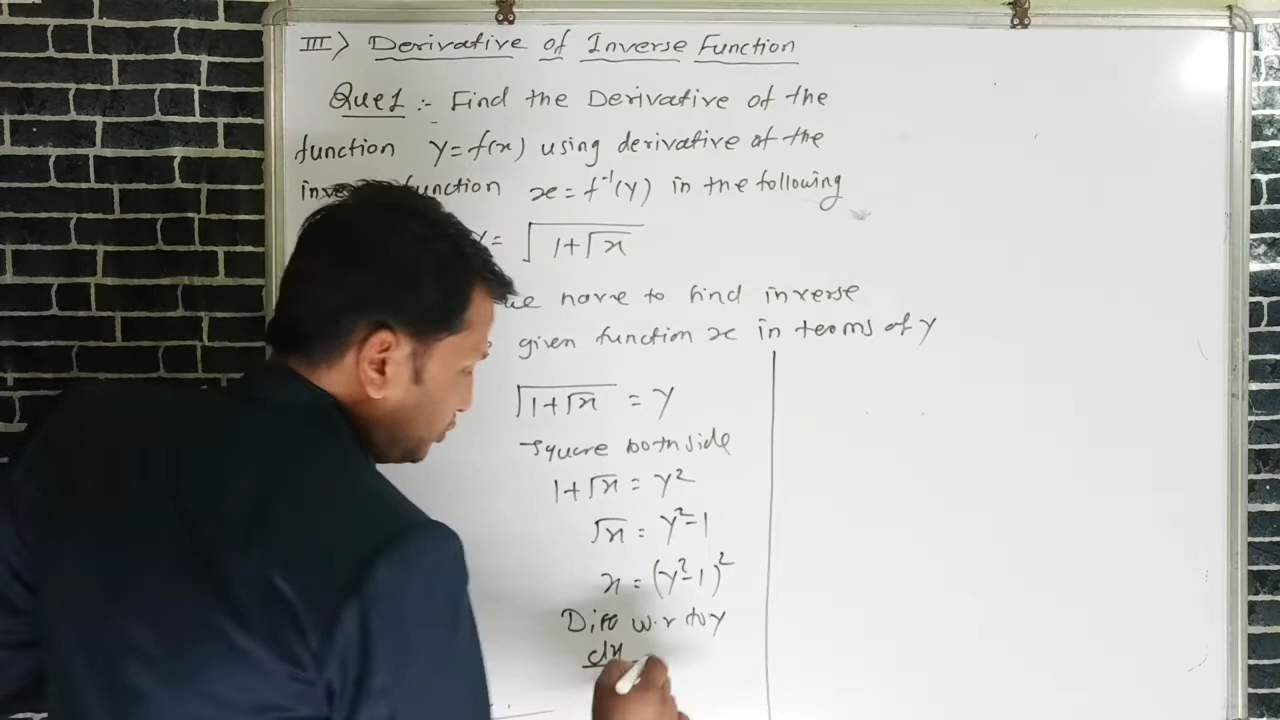 III) Derivative of Inverse Function
Que1 :- Find the Derivative of the
function y=f(x) using derivative of the
function x=f⁻¹(y) in the following
y= √(1+√x)
we have to find inverse
given function x in terms of y
√(1+√x) = y
square both side
1+√x = y²
√x = y²-1
x = (y²-1)²
Diff w.r to y
dx